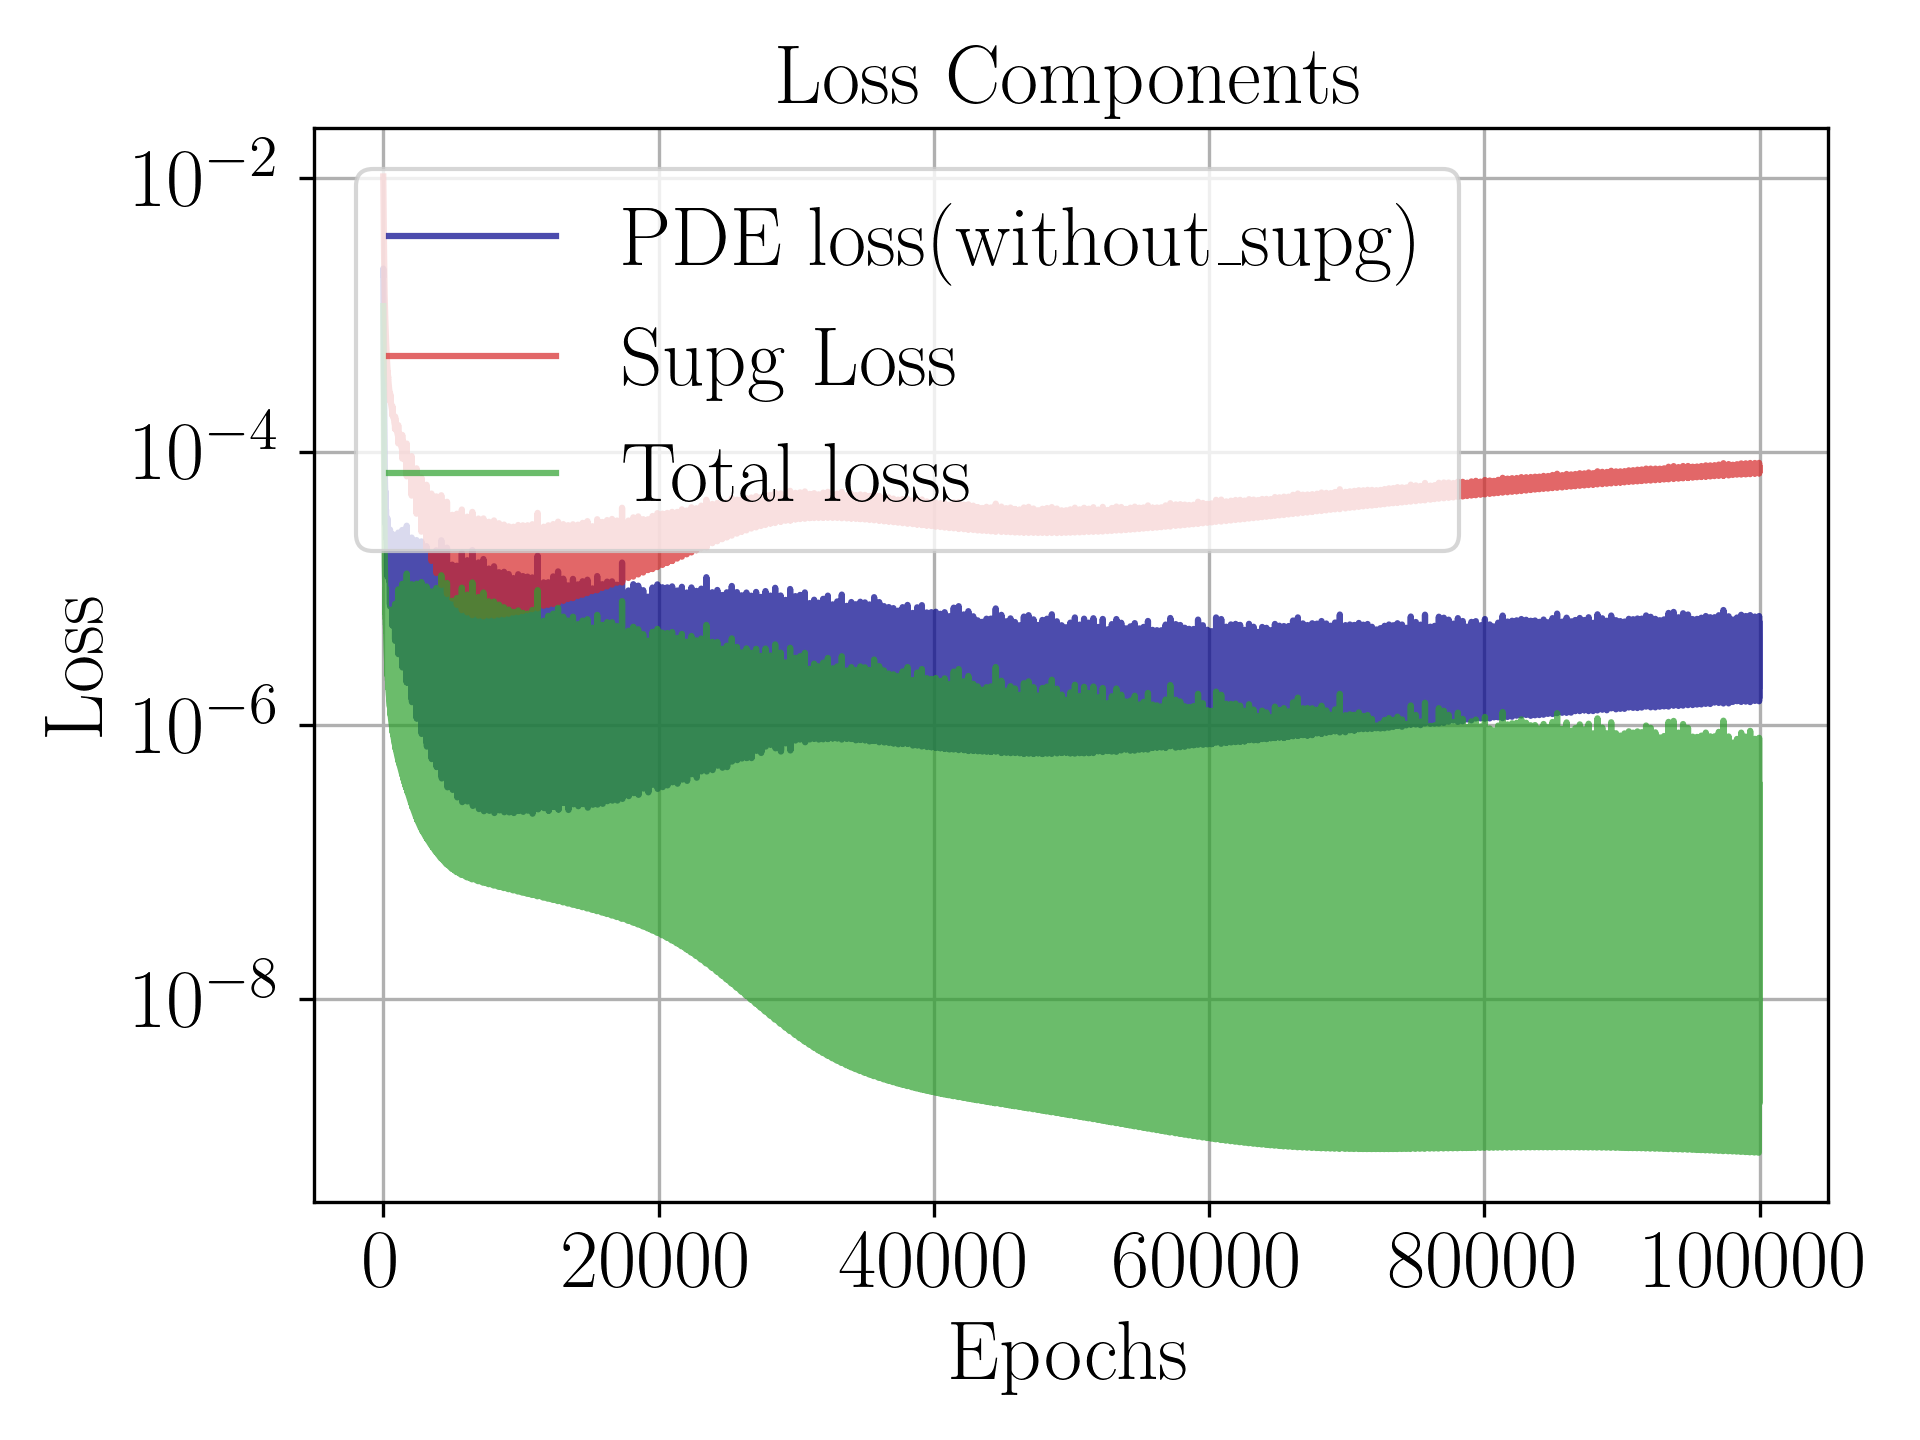 Loss Components
10−2
10−4
10−6
10−8
Loss
PDE loss(without_supg)
Supg Loss
Total losss
0 20000 40000 60000 80000 100000
Epochs